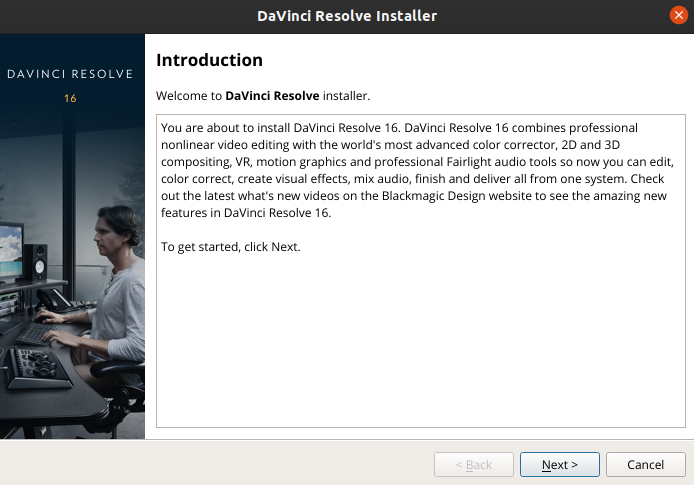 DaVinci Resolve Installer
DAVINCI RESOLVE
16
Introduction
Welcome to DaVinci Resolve installer.
You are about to install DaVinci Resolve 16. DaVinci Resolve 16 combines professional
nonlinear video editing with the world's most advanced color corrector, 2D and 3D
compositing, VR, motion graphics and professional Fairlight audio tools so now you can edit,
color correct, create visual effects, mix audio, finish and deliver all from one system. Check
out the latest what's new videos on the Blackmagic Design website to see the amazing new
features in DaVinci Resolve 16.
To get started, click Next.
< Back
Next >
Cancel